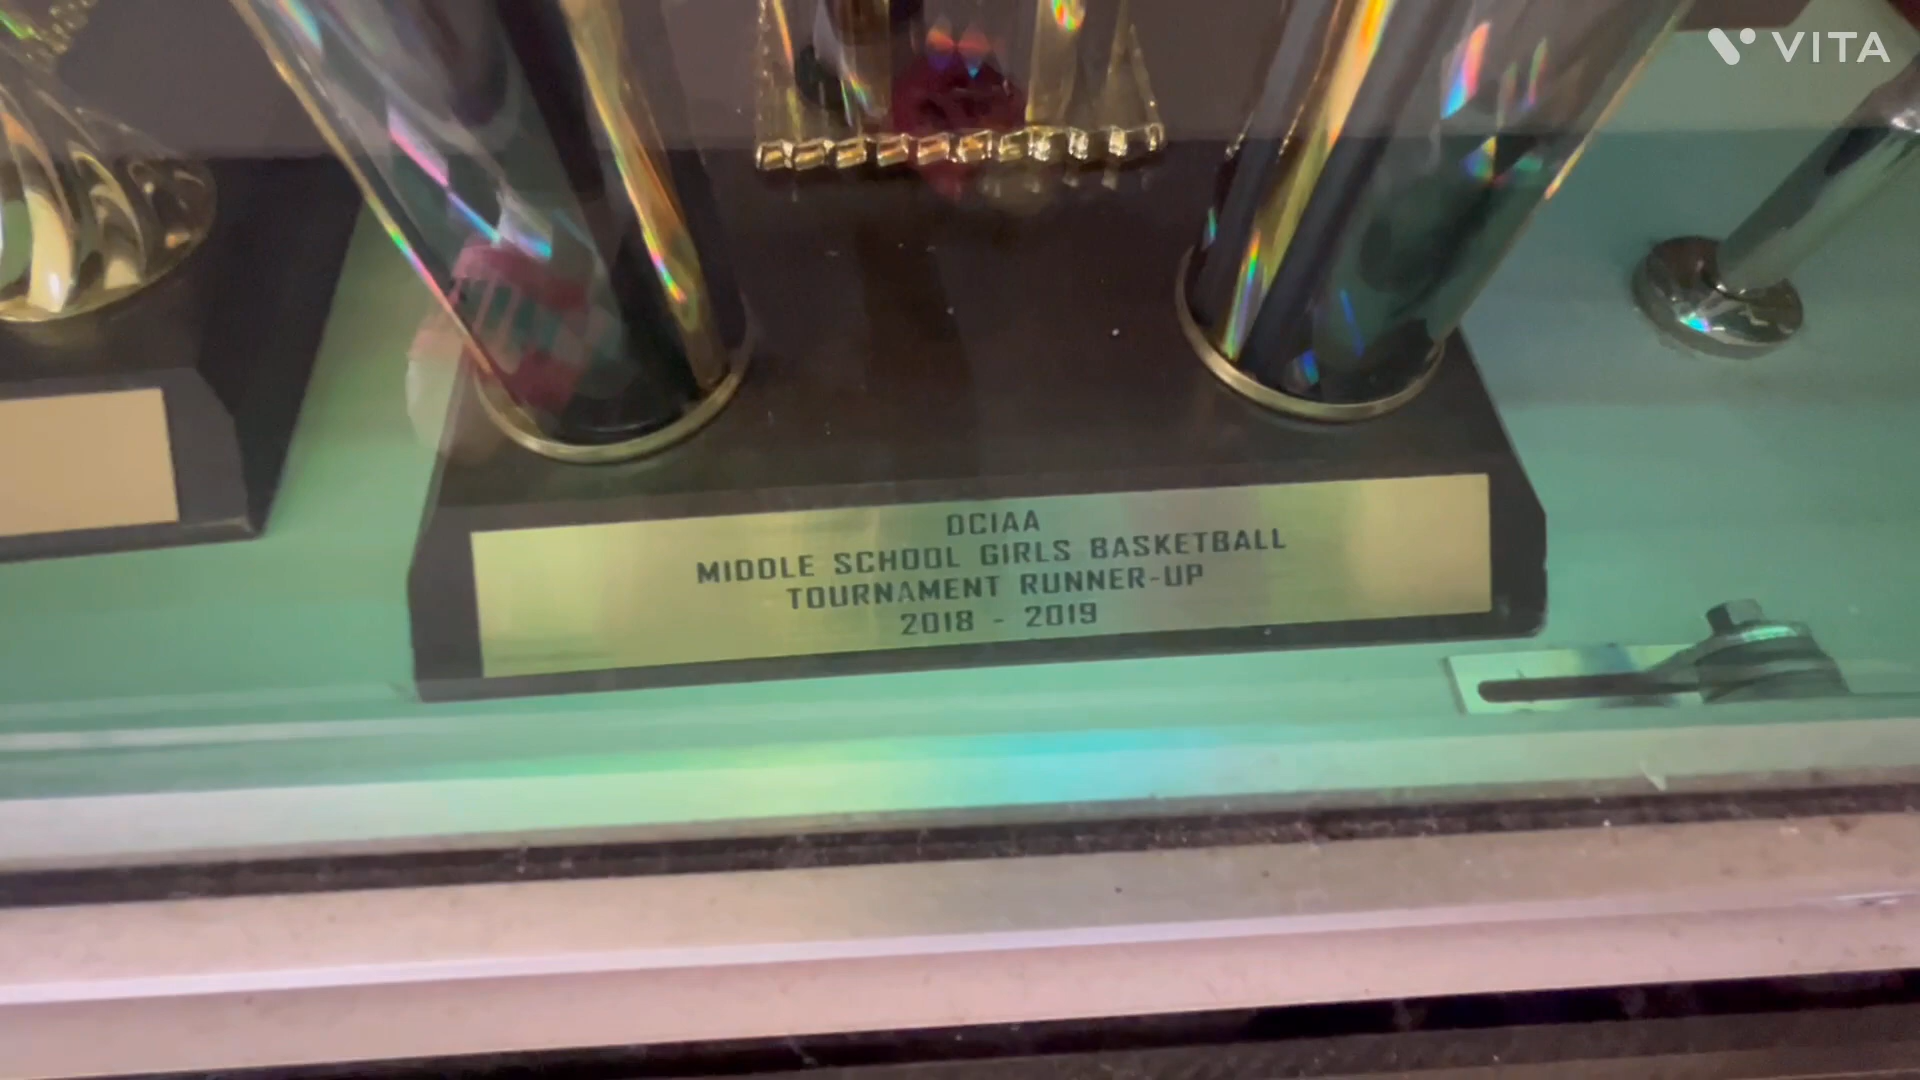 VITA
DCIAA
MIDDLE SCHOOL GIRLS BASKETBALL
TOURNAMENT RUNNER-UP
2018 - 2019